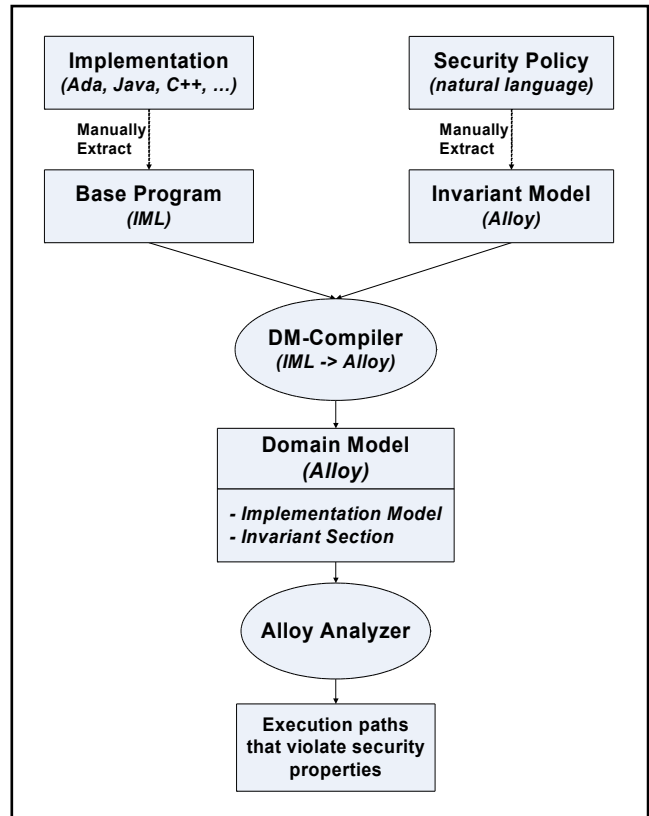 Implementation
(Ada, Java, C++, ...)
Security Policy
(natural language)
Manually
Extract
Manually
Extract
Base Program
(IML)
Invariant Model
(Alloy)
DM-Compiler
(IML -> Alloy)
Domain Model
(Alloy)
- Implementation Model
- Invariant Section
Alloy Analyzer
Execution paths
that violate security
properties